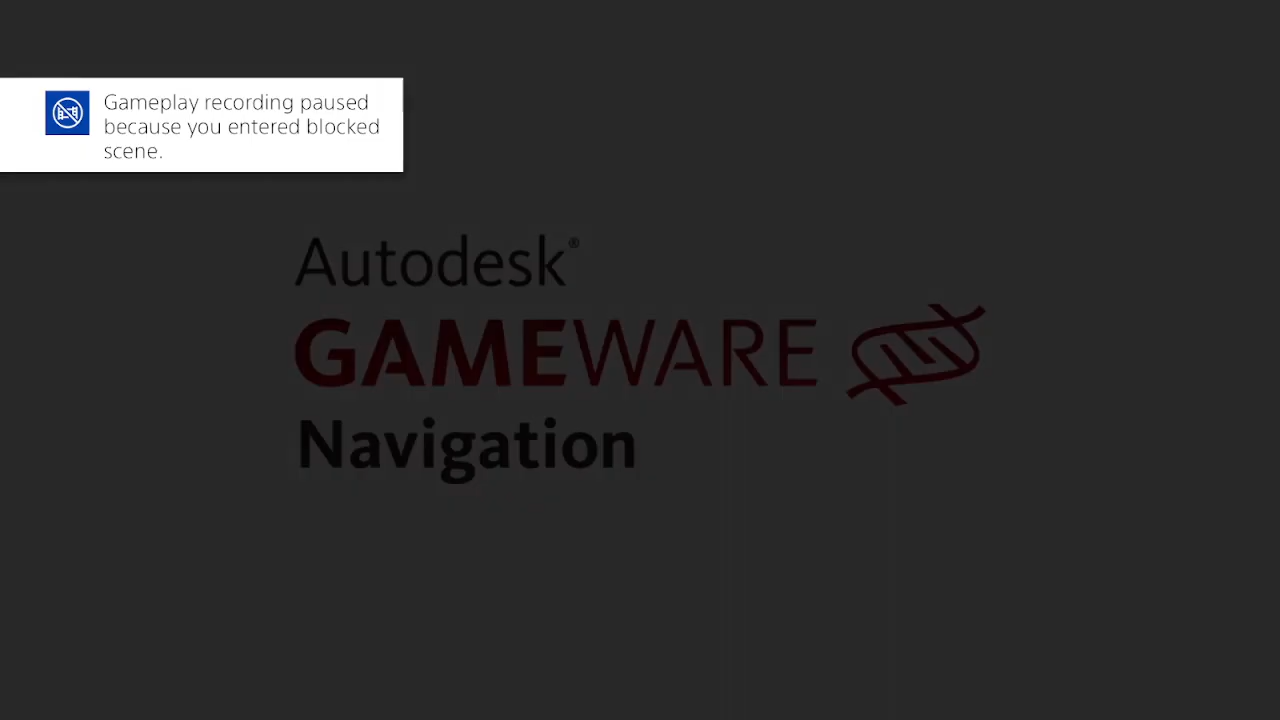 Gameplay recording paused
because you entered blocked
scene.
Autodesk®
GAMEWARE
Navigation